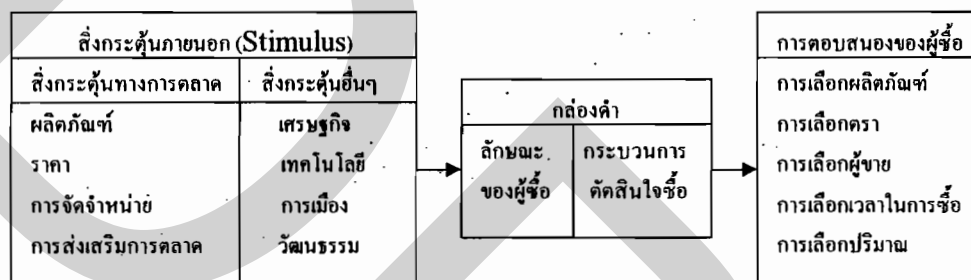 สิ่งกระตุ้นภายนอก (Stimulus)
สิ่งกระตุ้นทางการตลาด สิ่งกระตุ้นอื่นๆ
ผลิตภัณฑ์ เศรษฐกิจ
ราคา เทคโนโลยี
การจัดจำหน่าย การเมือง
การส่งเสริมการตลาด วัฒนธรรม
กล่องดำ
ลักษณะ กระบวนการ
ของผู้ซื้อ ตัดสินใจซื้อ
การตอบสนองของผู้ซื้อ
การเลือกผลิตภัณฑ์
การเลือกตรา
การเลือกผู้ขาย
การเลือกเวลาในการซื้อ
การเลือกปริมาณ